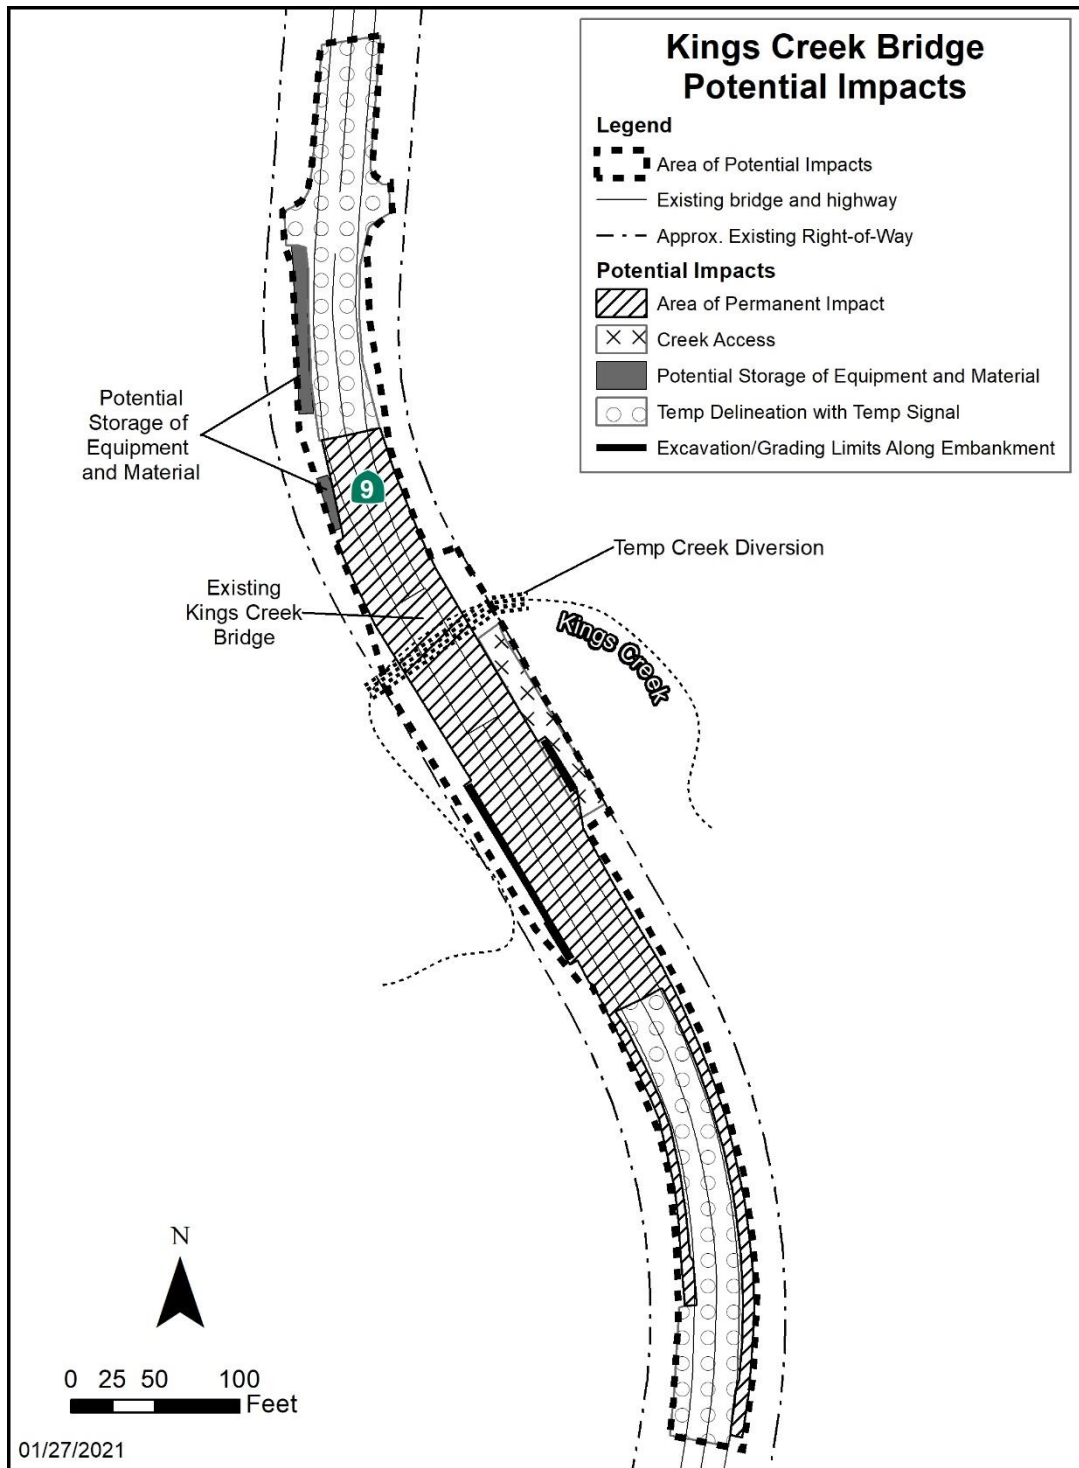 Kings Creek Bridge
Potential Impacts
Legend
Area of Potential Impacts
Existing bridge and highway
Approx. Existing Right-of-Way
Potential Impacts
Area of Permanent Impact
Creek Access
Potential Storage of Equipment and Material
Temp Delineation with Temp Signal
Excavation/Grading Limits Along Embankment
Potential
Storage of
Equipment
and Material
9
Temp Creek Diversion
Existing
Kings Creek
Bridge
Kings Creek
N
0 25 50 100
Feet
01/27/2021